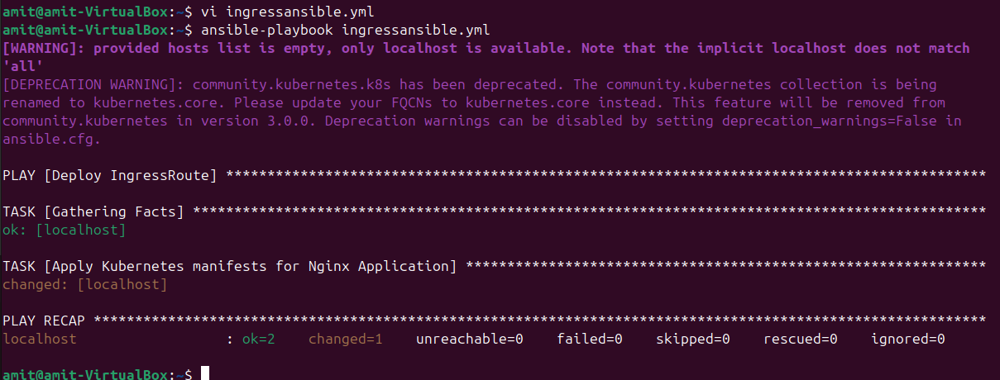 amit@amit-VirtualBox:~$ vi ingressansible.yml
amit@amit-VirtualBox:~$ ansible-playbook ingressansible.yml
[WARNING]: provided hosts list is empty, only localhost is available. Note that the implicit localhost does not match
'all'
[DEPRECATION WARNING]: community.kubernetes.k8s has been deprecated. The community.kubernetes collection is being
renamed to kubernetes.core. Please update your FQCNs to kubernetes.core instead. This feature will be removed from
community.kubernetes in version 3.0.0. Deprecation warnings can be disabled by setting deprecation_warnings=False in
ansible.cfg.
PLAY [Deploy IngressRoute] ********************************************************************************************
TASK [Gathering Facts] ************************************************************************************************
ok: [localhost]
TASK [Apply Kubernetes manifests for Nginx Application] ***************************************************************
changed: [localhost]
PLAY RECAP ************************************************************************************************************
localhost                  : ok=2    changed=1    unreachable=0    failed=0    skipped=0    rescued=0    ignored=0
amit@amit-VirtualBox:~$